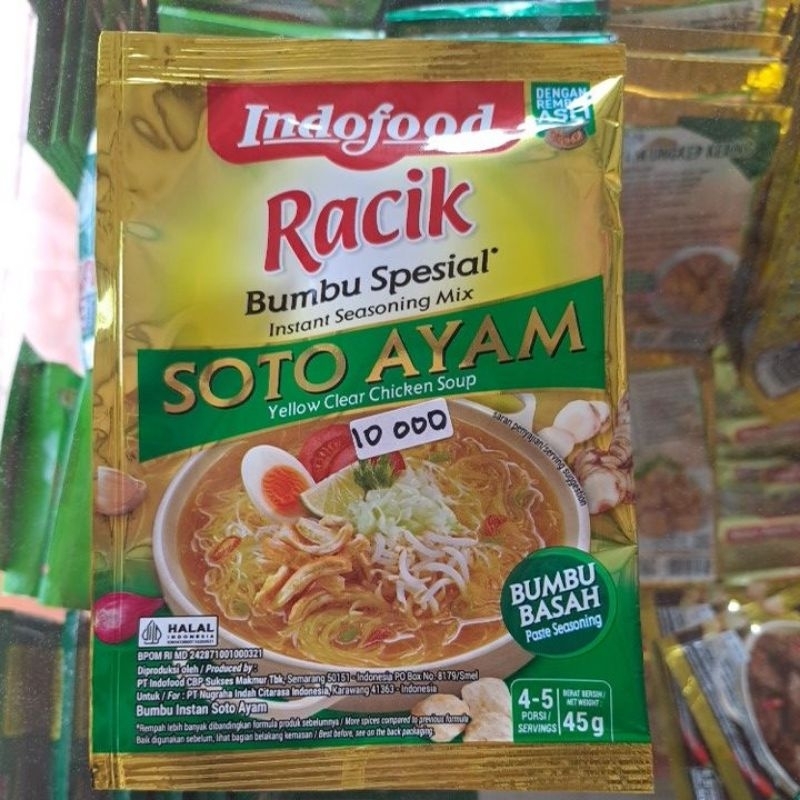 Indofood
DENGAN
REMPAH
ASLI
Racik
Bumbu Spesial*
Instant Seasoning Mix
SOTO AYAM
Yellow Clear Chicken Soup
10 000
saran penyajian/serving suggestion
BUMBU
BASAH
Paste Seasoning
HALAL
INDONESIA
BPOM RI MD 242871001000321
Diproduksi oleh / Produced by :
PT Indofood CBP Sukses Makmur Tbk, Semarang 50151 - Indonesia PO Box No. 8179/Smel
Untuk / For : PT Nugraha Indah Citarasa Indonesia, Karawang 41363 - Indonesia
Bumbu Instan Soto Ayam
*Rempah lebih banyak dibandingkan formula produk sebelumnya / More spices compared to previous formula
Baik digunakan sebelum, lihat bagian belakang kemasan / Best before, see on the back packaging
4-5
PORSI/
SERVINGS
BERAT BERSIH/
NET WEIGHT:
45g